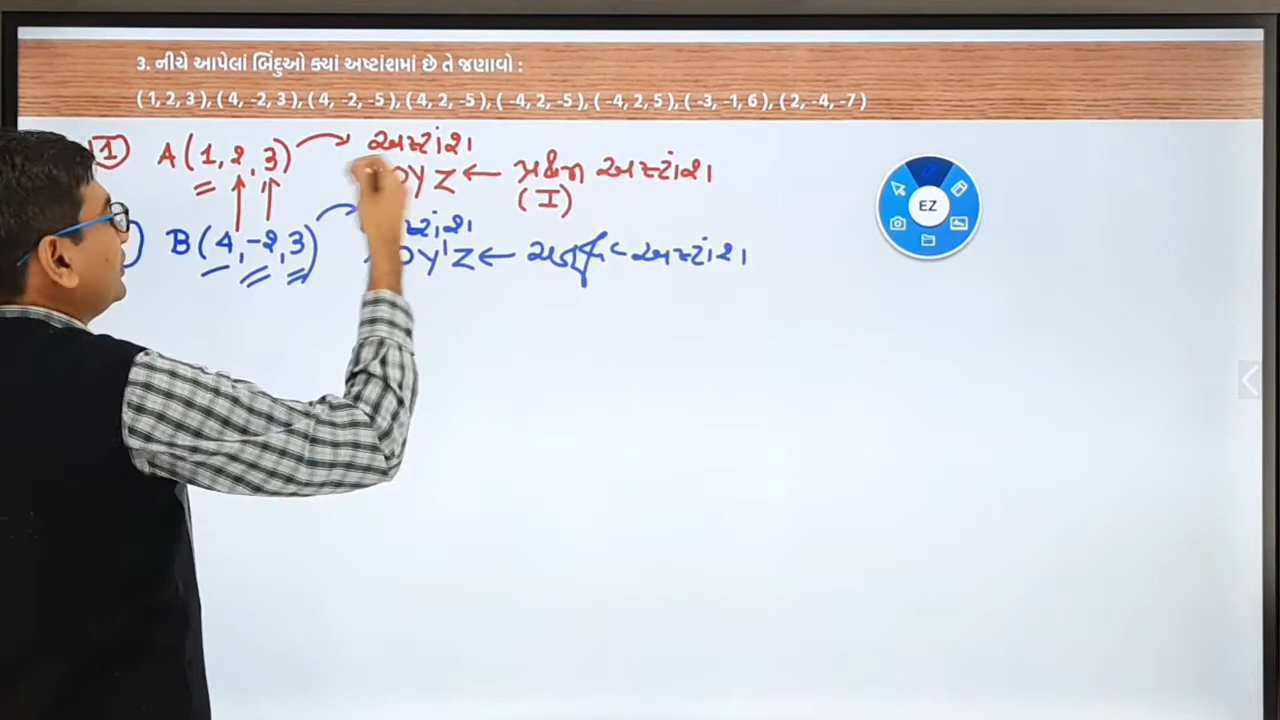 3. નીચે આપેલાં બિંદુઓ ક્યાં અષ્ટાંશમાં છે તે જણાવો :
( 1, 2, 3 ), ( 4, -2, 3 ), ( 4, -2, -5 ), ( 4, 2, -5 ), ( -4, 2, -5 ), ( -4, 2, 5 ), ( -3, -1, 6 ), ( 2, -4, -7 )
1 A (1, 2, 3) અષ્ટાંશ
OYZ ← પ્રથમ અષ્ટાંશ
(I)
B (4, -2, 3)
OY'Z ← ચતુર્થ અષ્ટાંશ
EZ